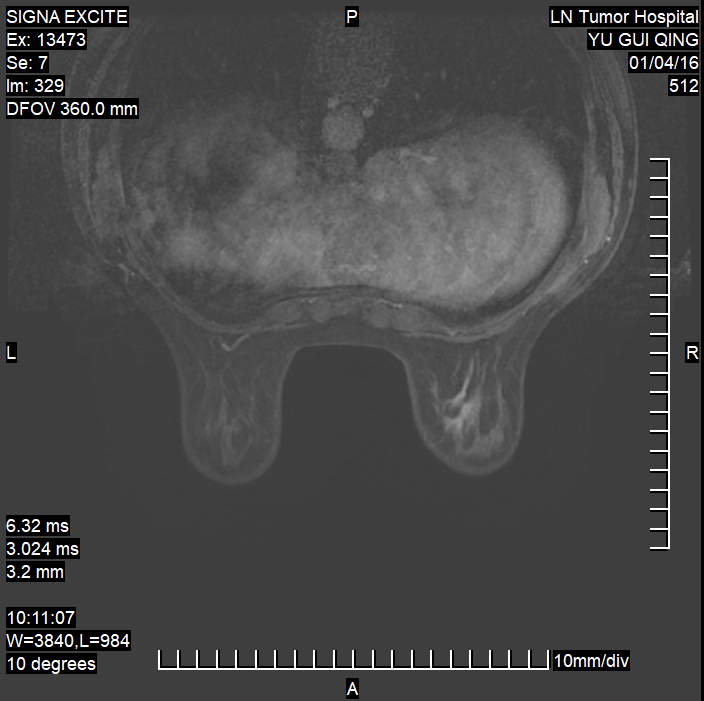 SIGNA EXCITE
Ex: 13473
Se: 7
Im: 329
DFOV 360.0 mm
P
LN Tumor Hospital
YU GUI QING
01/04/16
512
L
R
6.32 ms
3.024 ms
3.2 mm
10:11:07
W=3840,L=984
10 degrees
10mm/div
A